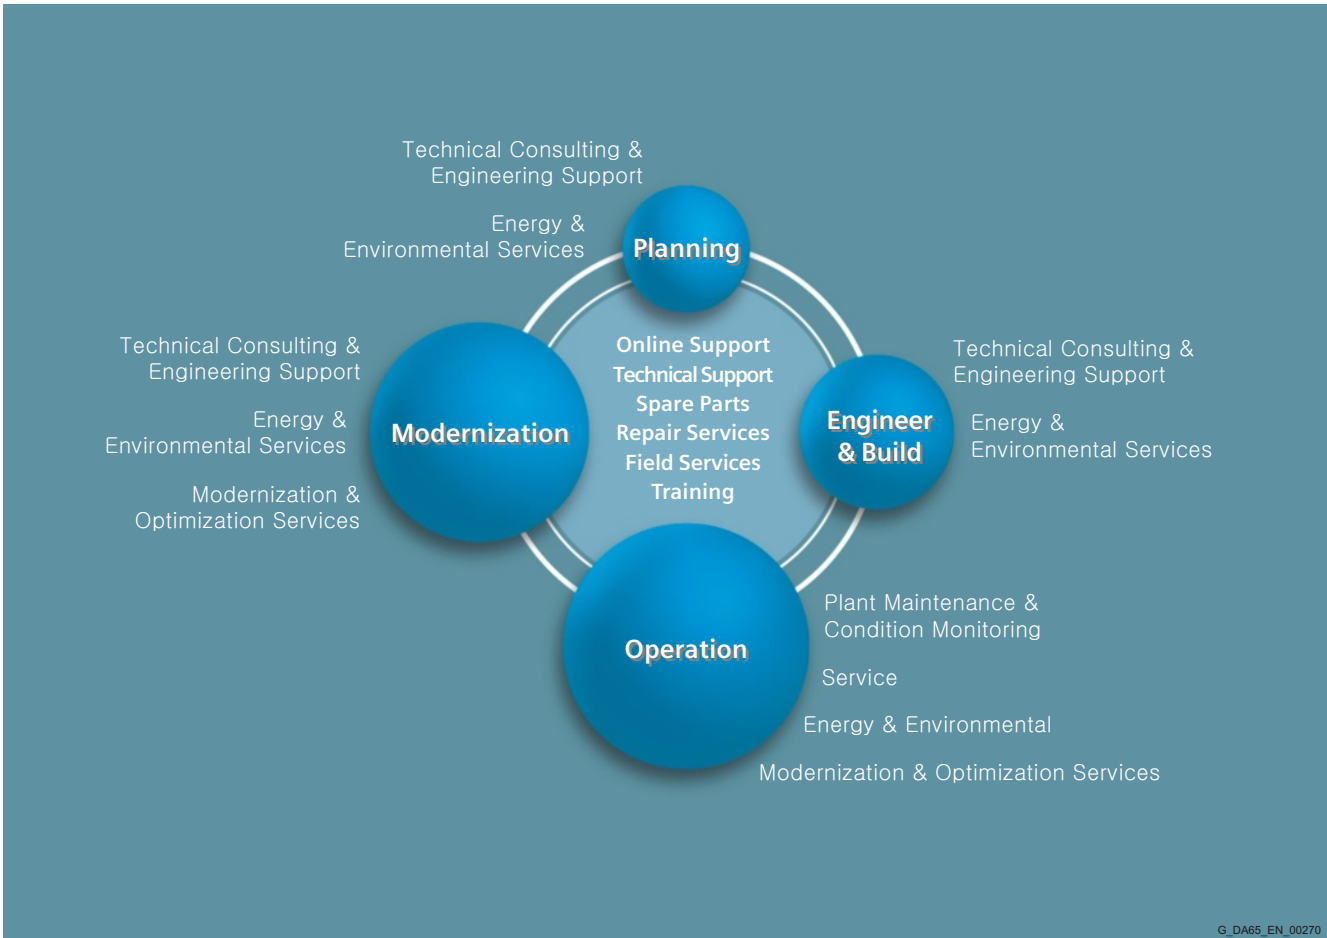 Technical Consulting &
Engineering Support
Energy &
Environmental Services
Planning
Technical Consulting &
Engineering Support
Energy &
Environmental Services
Modernization &
Optimization Services
Modernization
Online Support
Technical Support
Spare Parts
Repair Services
Field Services
Training
Engineer
& Build
Technical Consulting &
Engineering Support
Energy &
Environmental Services
Operation
Plant Maintenance &
Condition Monitoring
Service
Energy & Environmental
Modernization & Optimization Services
G_DA65_EN_00270